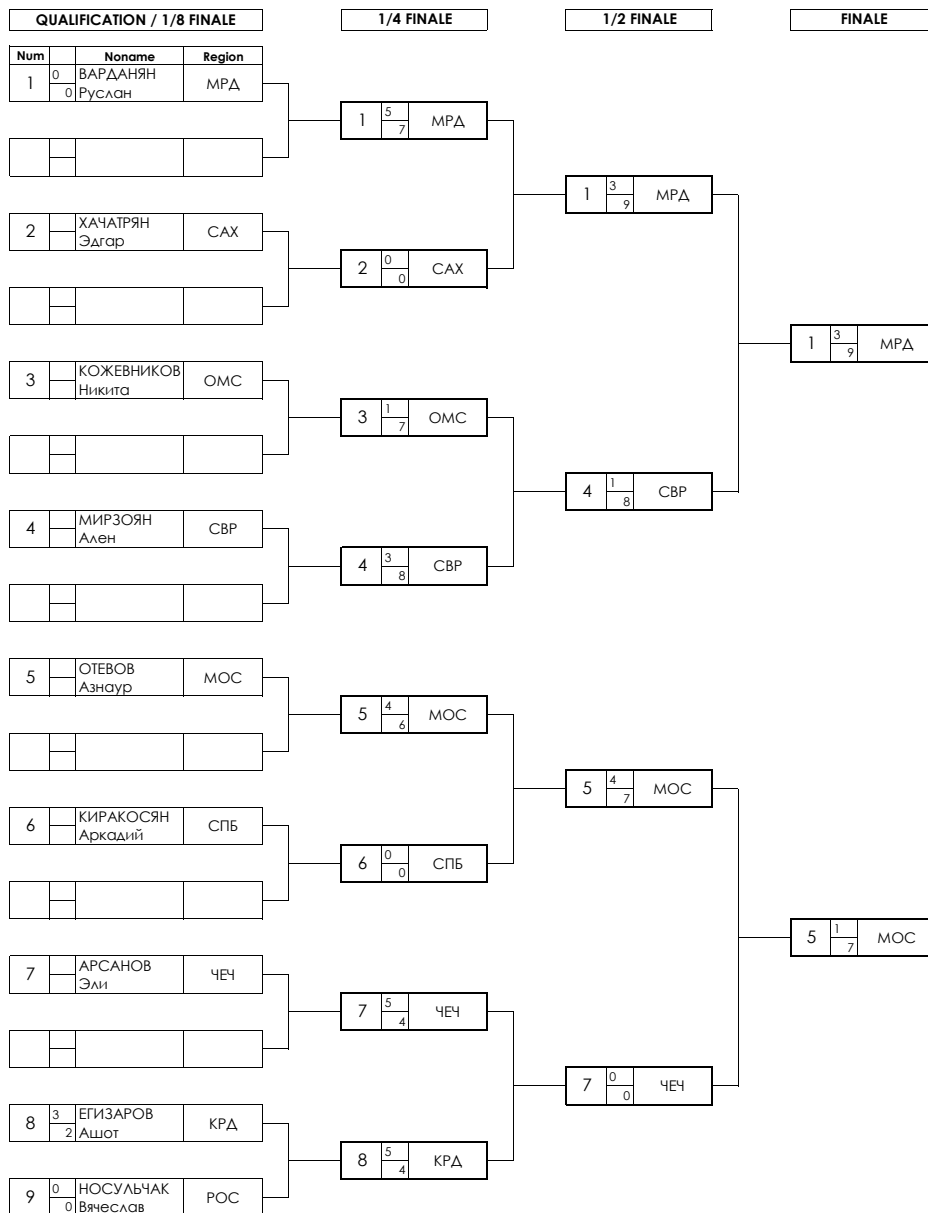 QUALIFICATION / 1/8 FINALE
1/4 FINALE
1/2 FINALE
FINALE
Num Noname Region
1 0 0 ВАРДАНЯН Руслан МРД
1 5 7 МРД
1 3 9 МРД
2 ХАЧАТРЯН Эдгар САХ
2 0 0 САХ
1 3 9 МРД
3 КОЖЕВНИКОВ Никита ОМС
3 1 7 ОМС
4 1 8 СВР
4 МИРЗОЯН Ален СВР
4 3 8 СВР
5 ОТЕВОВ Азнаур МОС
5 4 6 МОС
5 4 7 МОС
6 КИРАКОСЯН Аркадий СПБ
6 0 0 СПБ
5 1 7 МОС
7 АРСАНОВ Эли ЧЕЧ
7 5 4 ЧЕЧ
7 0 0 ЧЕЧ
8 3 2 ЕГИЗАРОВ Ашот КРД
8 5 4 КРД
9 0 0 НОСУЛЬЧАК Вячеслав РОС